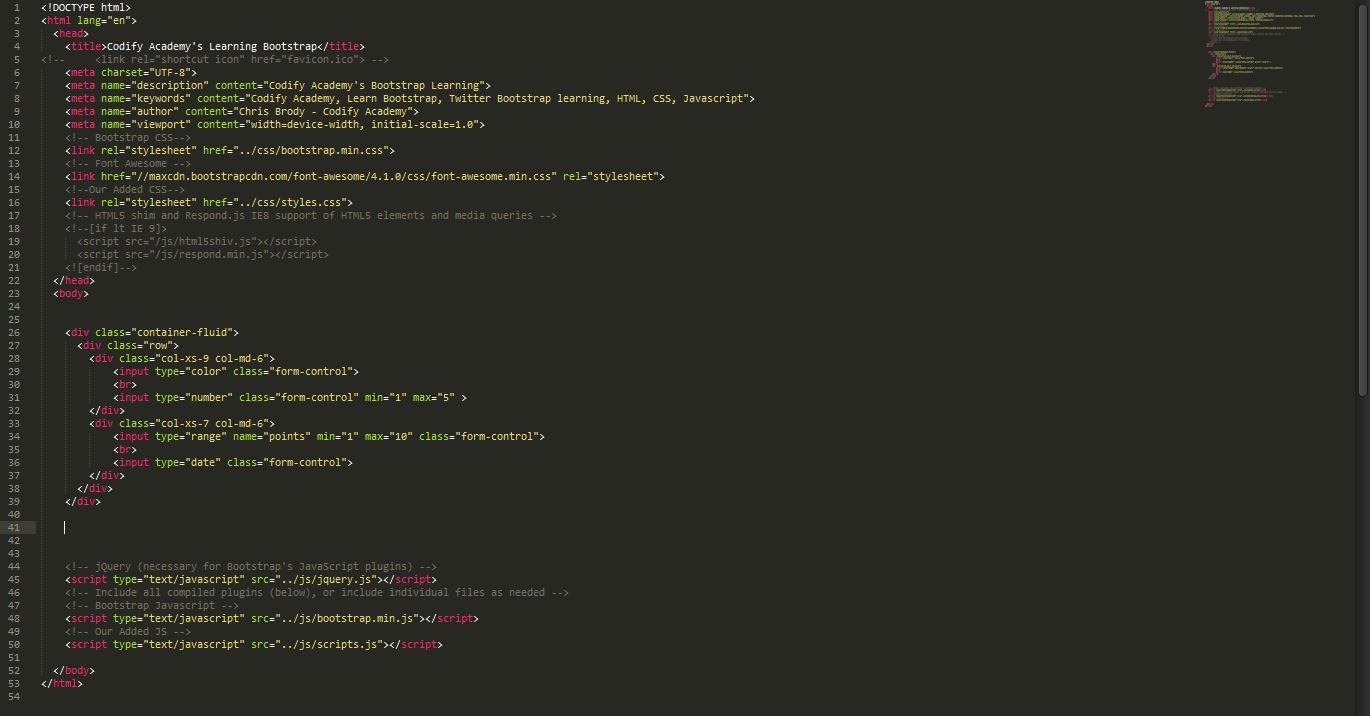 1 <!DOCTYPE html>
2 <html lang="en">
3   <head>
4     <title>Codify Academy's Learning Bootstrap</title>
5 <!--     <link rel="shortcut icon" href="favicon.ico"> -->
6     <meta charset="UTF-8">
7     <meta name="description" content="Codify Academy's Bootstrap Learning">
8     <meta name="keywords" content="Codify Academy, Learn Bootstrap, Twitter Bootstrap learning, HTML, CSS, Javascript">
9     <meta name="author" content="Chris Brody - Codify Academy">
10     <meta name="viewport" content="width=device-width, initial-scale=1.0">
11     <!-- Bootstrap CSS-->
12     <link rel="stylesheet" href="../css/bootstrap.min.css">
13     <!-- Font Awesome -->
14     <link href="//maxcdn.bootstrapcdn.com/font-awesome/4.1.0/css/font-awesome.min.css" rel="stylesheet">
15     <!--Our Added CSS-->
16     <link rel="stylesheet" href="../css/styles.css">
17     <!-- HTML5 shim and Respond.js IE8 support of HTML5 elements and media queries -->
18     <!--[if lt IE 9]>
19       <script src="/js/html5shiv.js"></script>
20       <script src="/js/respond.min.js"></script>
21     <![endif]-->
22   </head>
23   <body>
24
25
26     <div class="container-fluid">
27       <div class="row">
28         <div class="col-xs-9 col-md-6">
29             <input type="color" class="form-control">
30             <br>
31             <input type="number" class="form-control" min="1" max="5" >
32         </div>
33         <div class="col-xs-7 col-md-6">
34             <input type="range" name="points" min="1" max="10" class="form-control">
35             <br>
36             <input type="date" class="form-control">
37         </div>
38       </div>
39     </div>
40
41
42
43
44     <!-- jQuery (necessary for Bootstrap's JavaScript plugins) -->
45     <script type="text/javascript" src="../js/jquery.js"></script>
46     <!-- Include all compiled plugins (below), or include individual files as needed -->
47     <!-- Bootstrap Javascript -->
48     <script type="text/javascript" src="../js/bootstrap.min.js"></script>
49     <!-- Our Added JS -->
50     <script type="text/javascript" src="../js/scripts.js"></script>
51
52   </body>
53 </html>
54